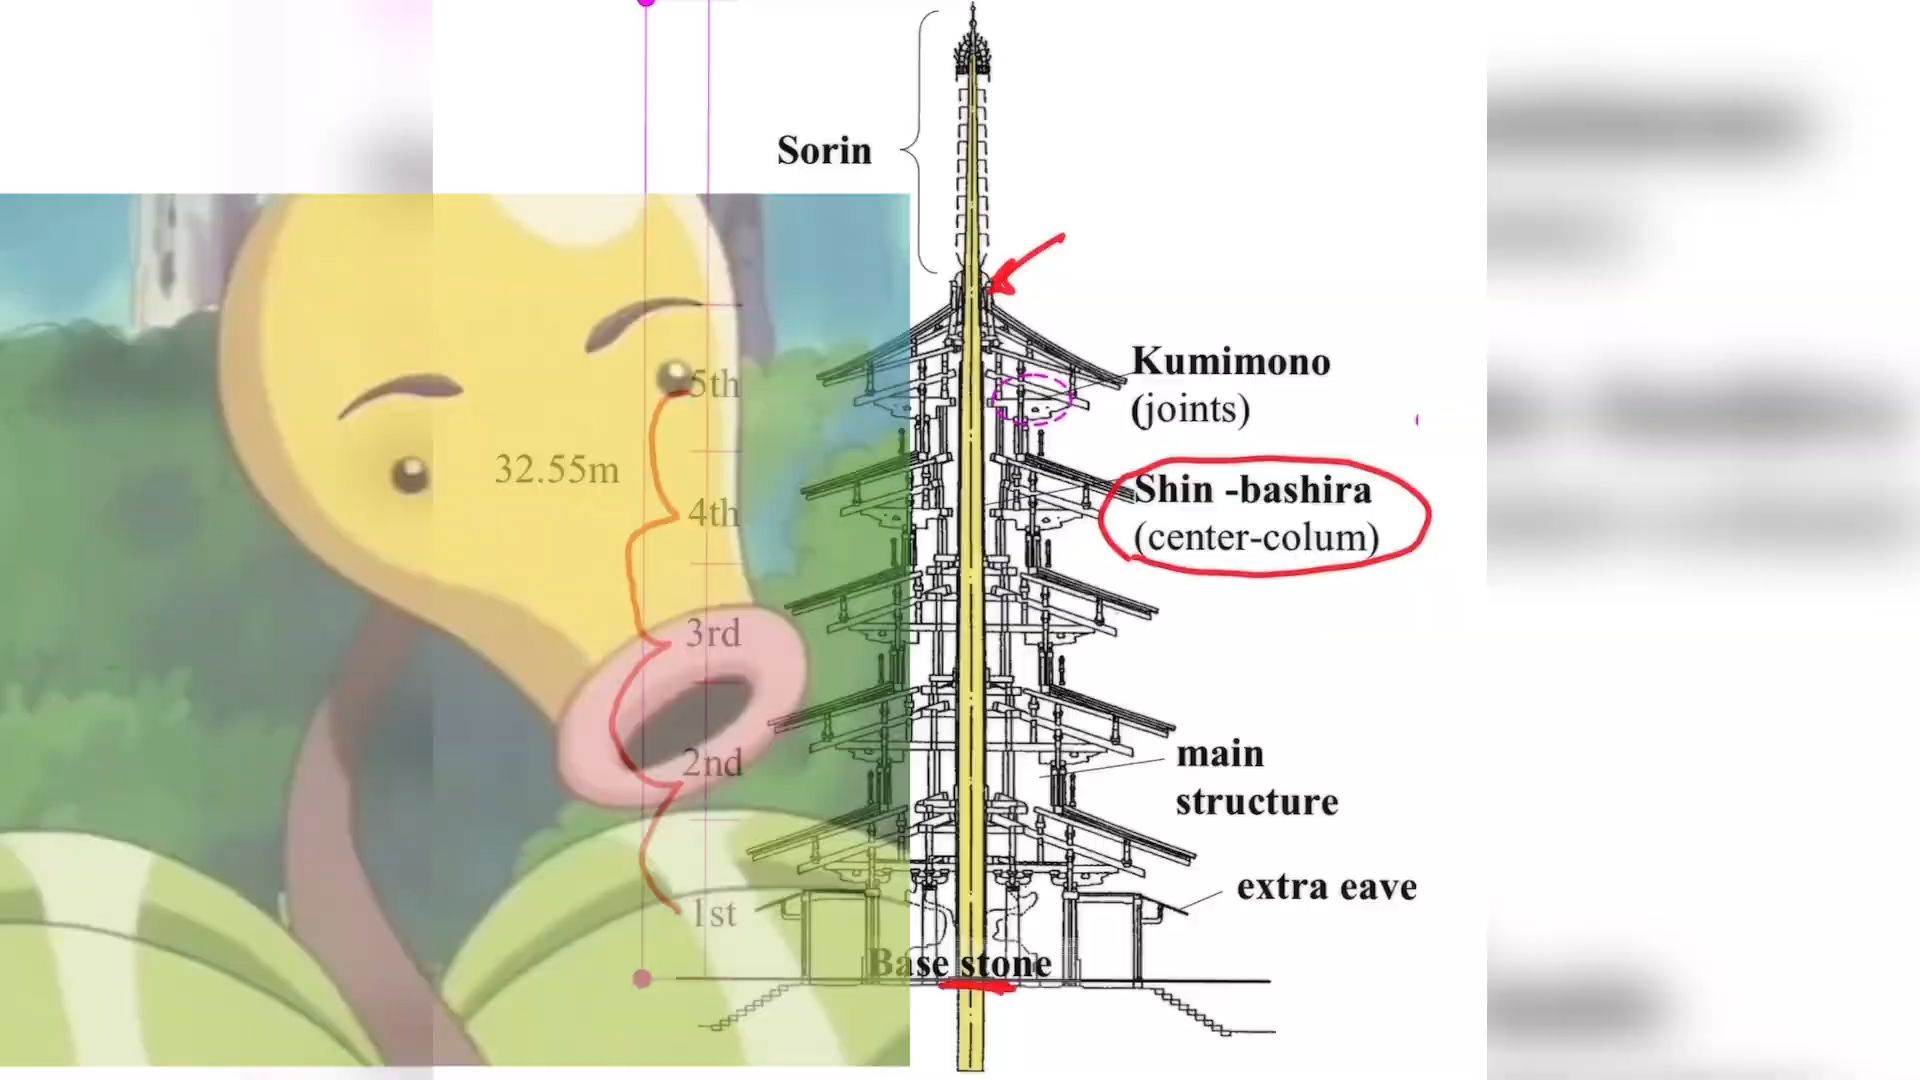 Sorin
Kumimono
(joints)
5th
32.55m
Shin -bashira
(center-colum)
4th
3rd
main
structure
2nd
extra eave
1st
Base stone